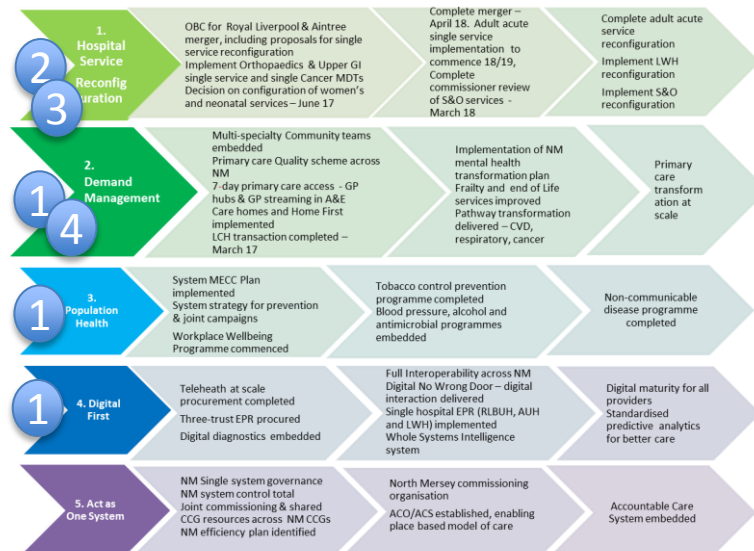 1.
Hospital
Service
Reconfig
uration
2
3
OBC for Royal Liverpool & Aintree
merger, including proposals for single
service reconfiguration
Implement Orthopaedics & Upper GI
single service and single Cancer MDTs
Decision on configuration of women's
and neonatal services – June 17
Complete merger –
April 18. Adult acute
single service
implementation to
commence 18/19,
Complete
commissioner review
of S&O services -
March 18
Complete adult acute
service
reconfiguration
Implement LWH
reconfiguration
Implement S&O
reconfiguration
2.
Demand
Management
1
4
Multi-specialty Community teams
embedded
Primary care Quality scheme across
NM
7-day primary care access - GP
hubs & GP streaming in A&E
Care homes and Home First
implemented
LCH transaction completed –
March 17
Implementation of NM
mental health
transformation plan
Frailty and end of Life
services improved
Pathway transformation
delivered – CVD,
respiratory, cancer
Primary
care
transform
ation at
scale
3.
Population
Health
1
System MECC Plan
implemented
System strategy for prevention
& joint campaigns
Workplace Wellbeing
Programme commenced
Tobacco control prevention
programme completed
Blood pressure, alcohol and
antimicrobial programmes
embedded
Non-communicable
disease programme
completed
4. Digital
First
1
Teleheath at scale
procurement completed
Three-trust EPR procured
Digital diagnostics embedded
Full Interoperability across NM
Digital No Wrong Door – digital
interaction delivered
Single hospital EPR (RLBUH, AUH
and LWH) implemented
Whole Systems Intelligence
system
Digital maturity for all
providers
Standardised
predictive analytics
for better care
5. Act as
One System
NM Single system governance
NM system control total
Joint commissioning & shared
CCG resources across NM CCGs
NM efficiency plan identified
North Mersey commissioning
organisation
ACO/ACS established, enabling
place based model of care
Accountable Care
System embedded